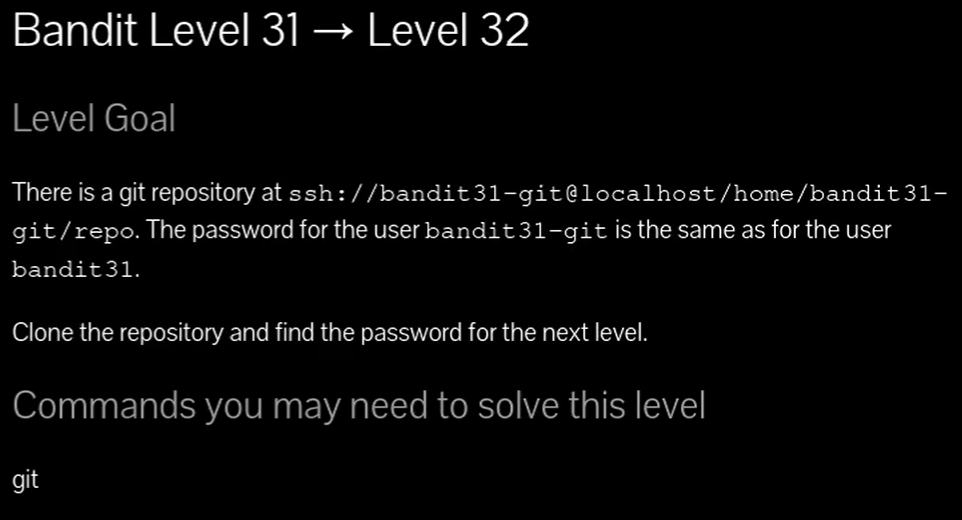 Bandit Level 31 → Level 32
Level Goal
There is a git repository at ssh://bandit31-git@localhost/home/bandit31-
git/repo. The password for the user bandit31-git is the same as for the user
bandit31.
Clone the repository and find the password for the next level.
Commands you may need to solve this level
git